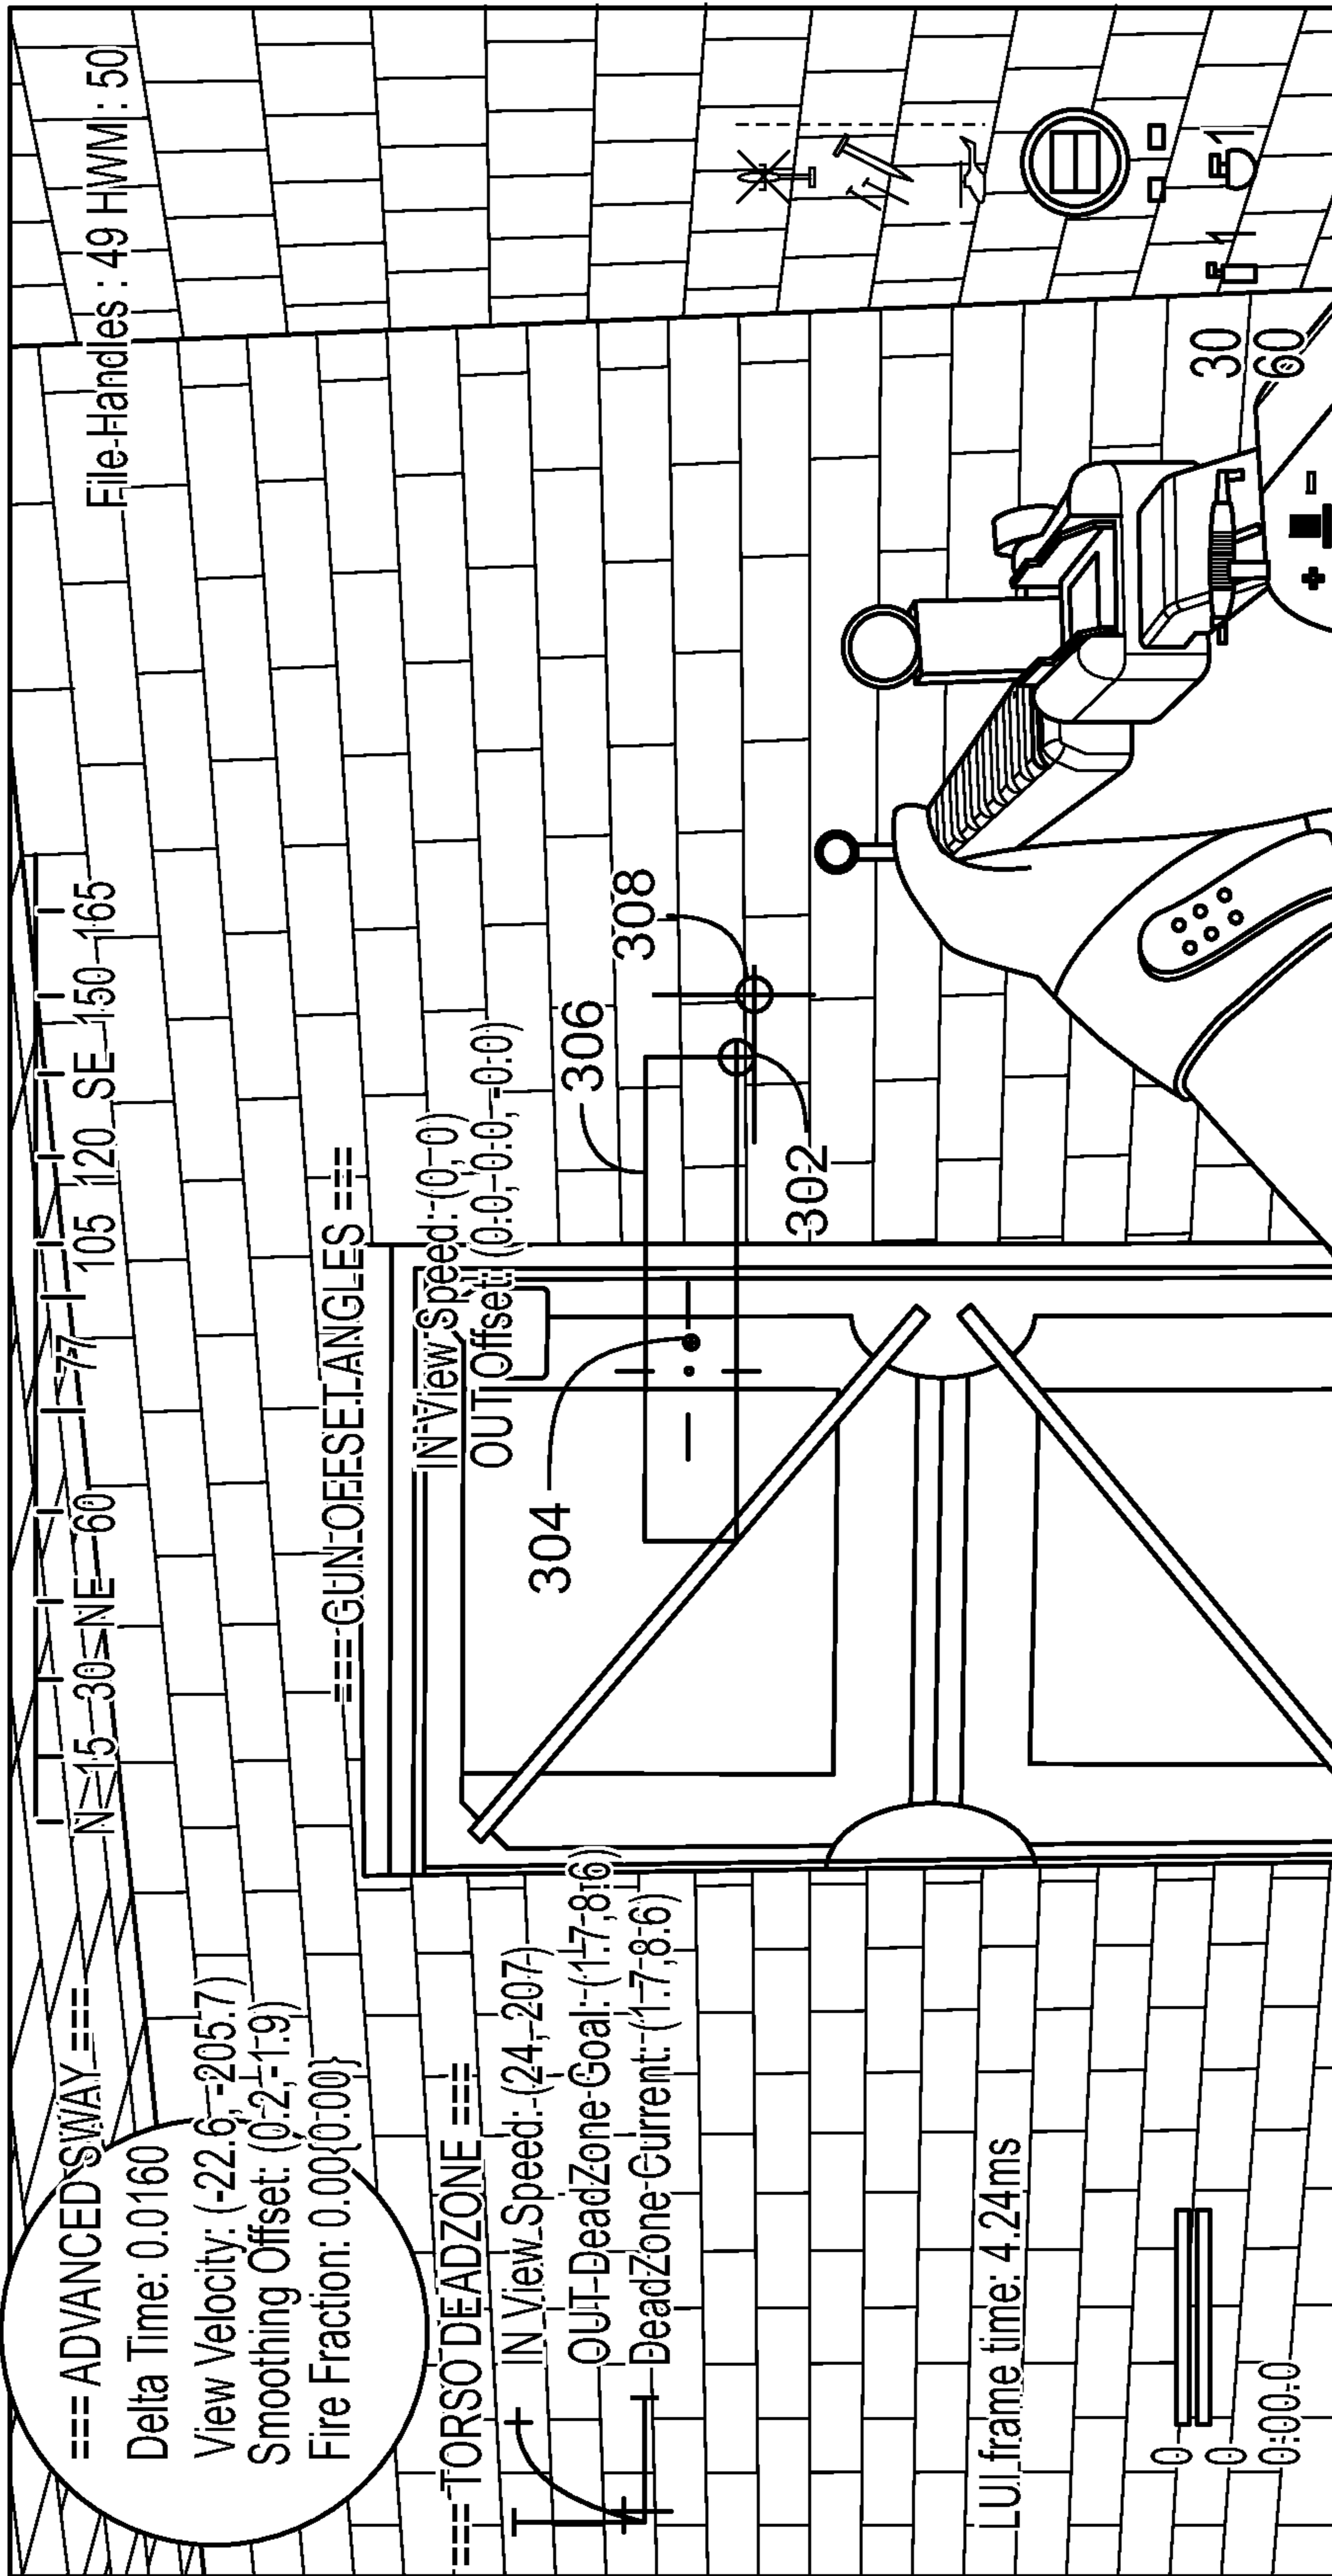 === ADVANCED SWAY ===
Delta Time: 0.0160
View Velocity: (-22.6,-205.7)
Smoothing Offset: (0.2,-1.9)
Fire Fraction: 0.00{0.00}
=== TORSO DEADZONE ===
IN View Speed: (24,-207)
OUT DeadZone Goal: (1.7,8.6)
DeadZone Current: (1.7,8.6)
LUI frame time: 4.24ms
0
0
0:00.0
N 15 30 NE 60 77 105 120 SE 150 165
File Handles : 49 HWM : 50
=== GUN OFFSET ANGLES ===
IN View Speed: (0, 0)
OUT Offset: (0.0,-0.0,-0.0)
304
306
308
302
1 1
30
60